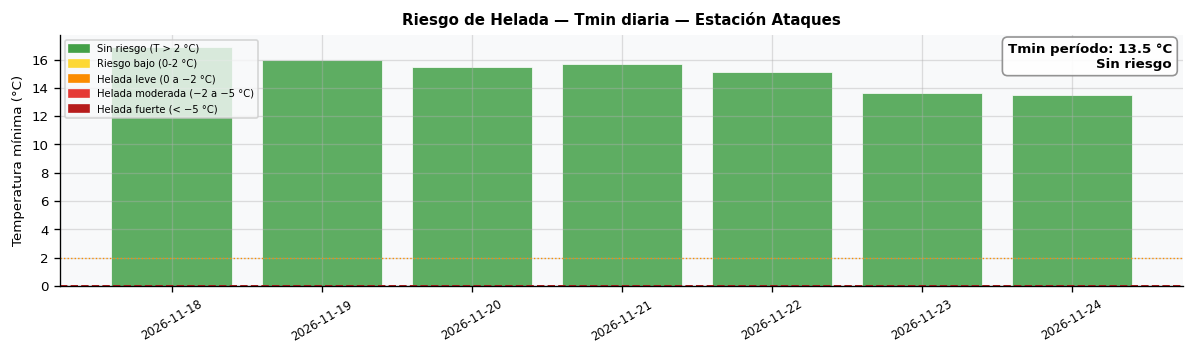 Riesgo de Helada — Tmin diaria — Estación Ataques
Sin riesgo (T > 2 °C)
Riesgo bajo (0-2 °C)
Helada leve (0 a −2 °C)
Helada moderada (−2 a −5 °C)
Helada fuerte (< −5 °C)
Tmin período: 13.5 °C
Sin riesgo
Temperatura mínima (°C)
16
14
12
10
8
6
4
2
0
2026-11-18
2026-11-19
2026-11-20
2026-11-21
2026-11-22
2026-11-23
2026-11-24